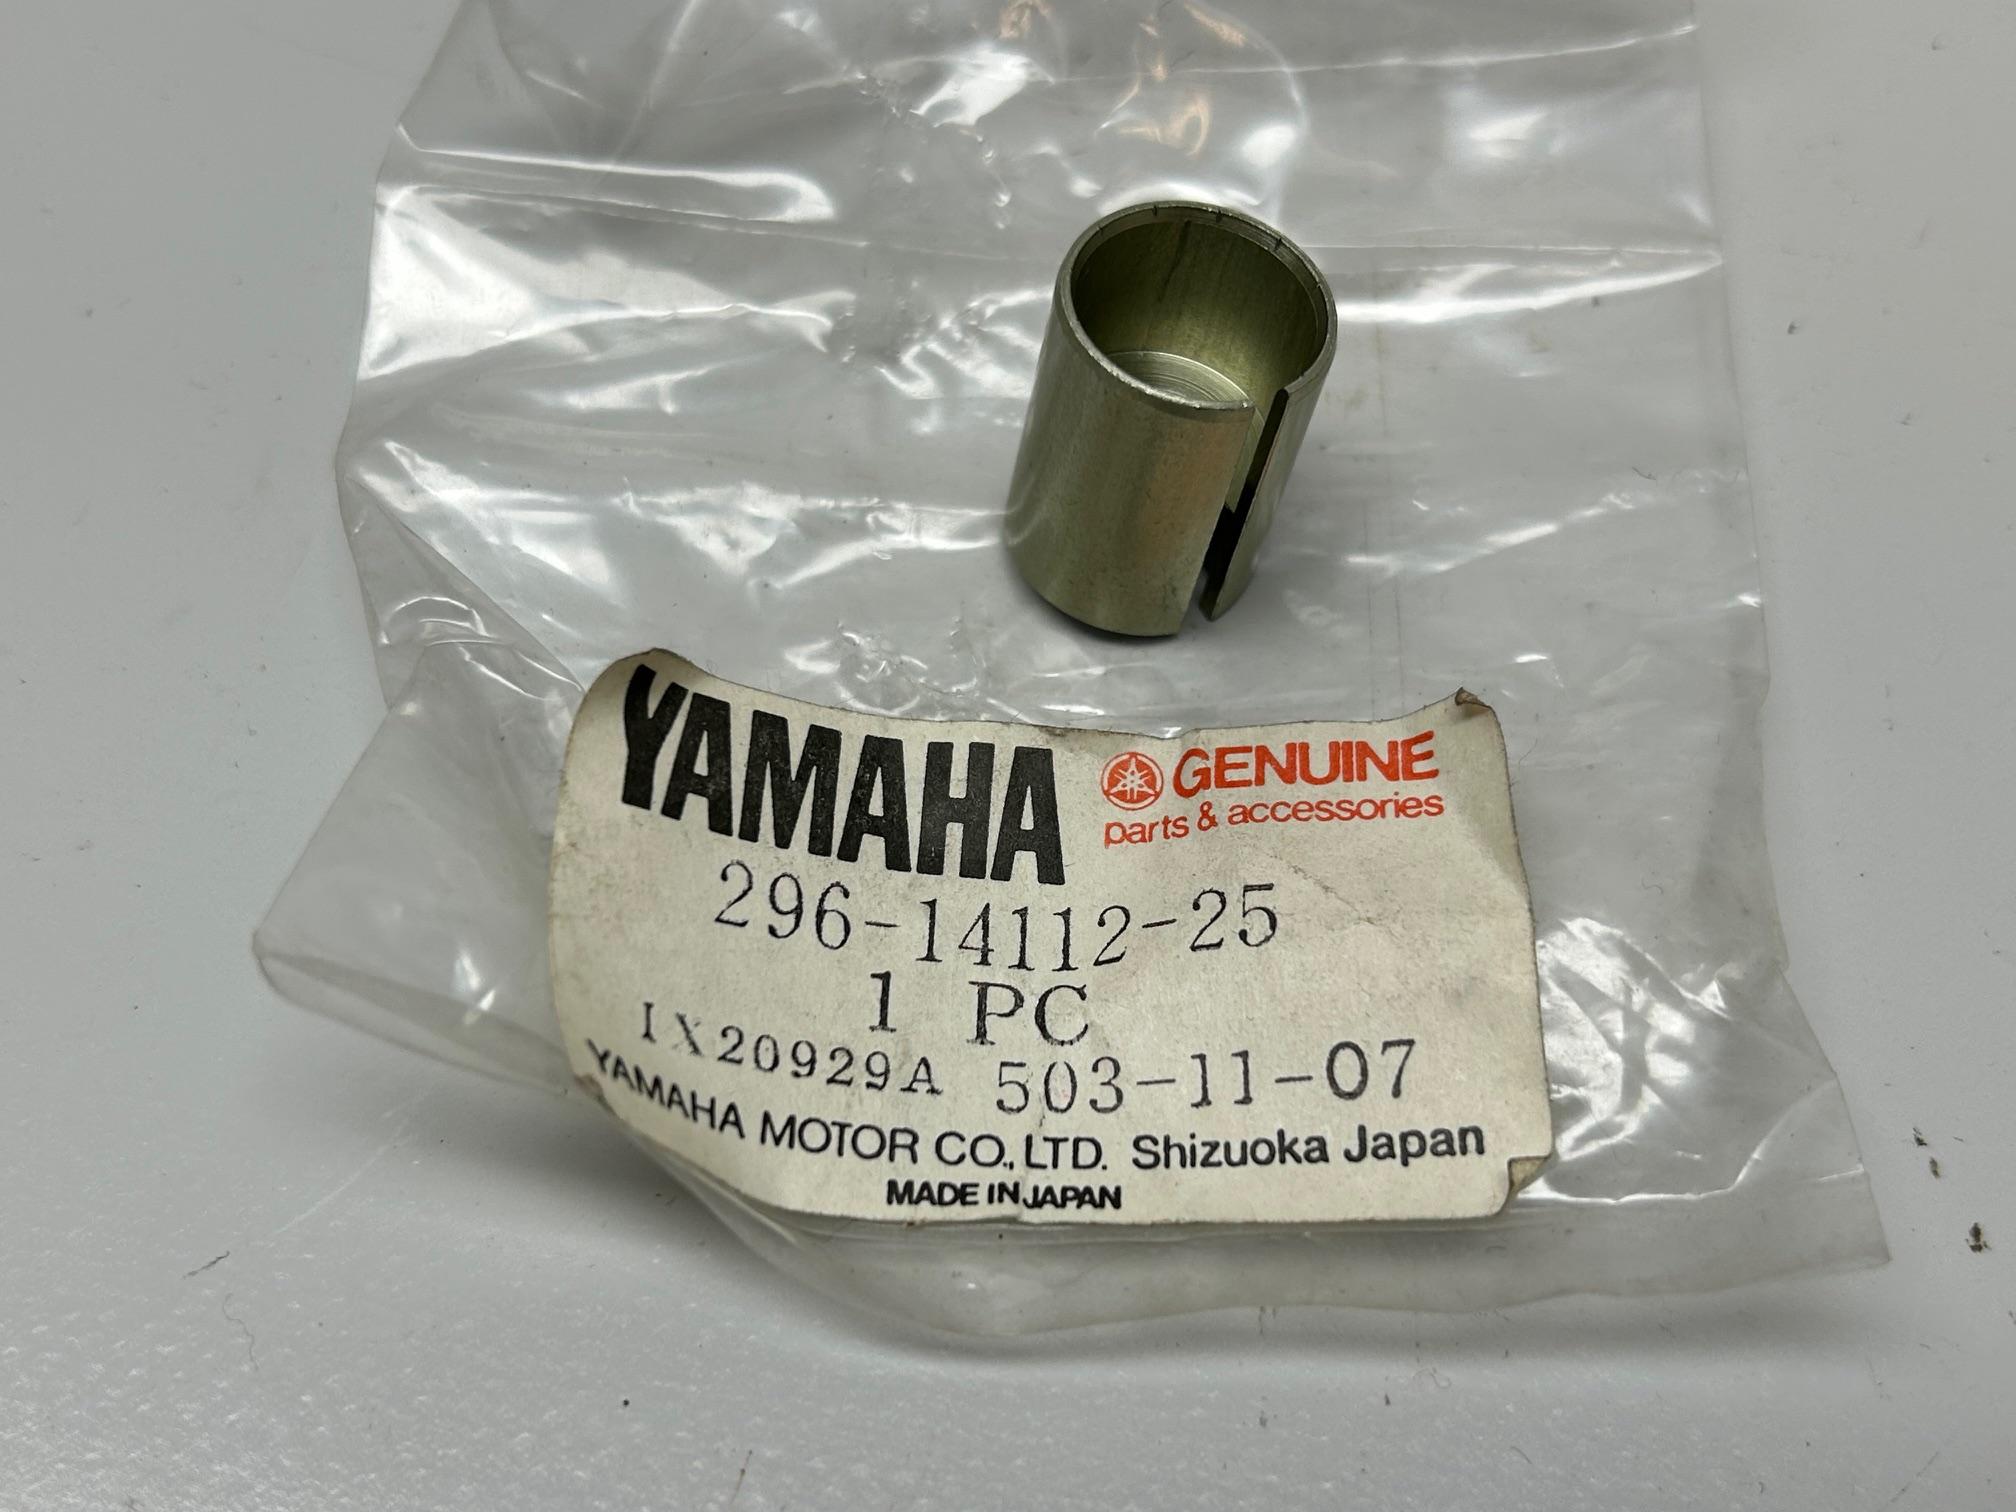 YAMAHA GENUINE
parts & accessories
296-14112-25
1 PC
IX20929A 503-11-07
YAMAHA MOTOR CO., LTD. Shizuoka Japan
MADE IN JAPAN